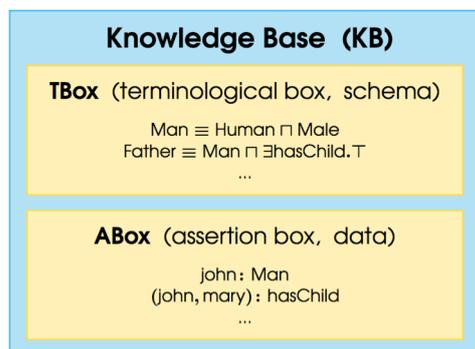 Knowledge Base (KB)
TBox (terminological box, schema)
Man ≡ Human ⊓ Male
Father ≡ Man ⊓ ∃hasChild.⊤
...
ABox (assertion box, data)
john: Man
(john, mary): hasChild
...